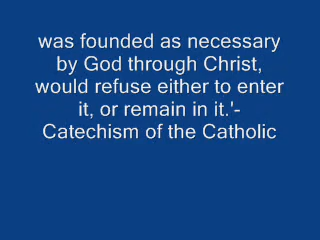 was founded as necessary
by God through Christ,
would refuse either to enter
it, or remain in it.'-
Catechism of the Catholic